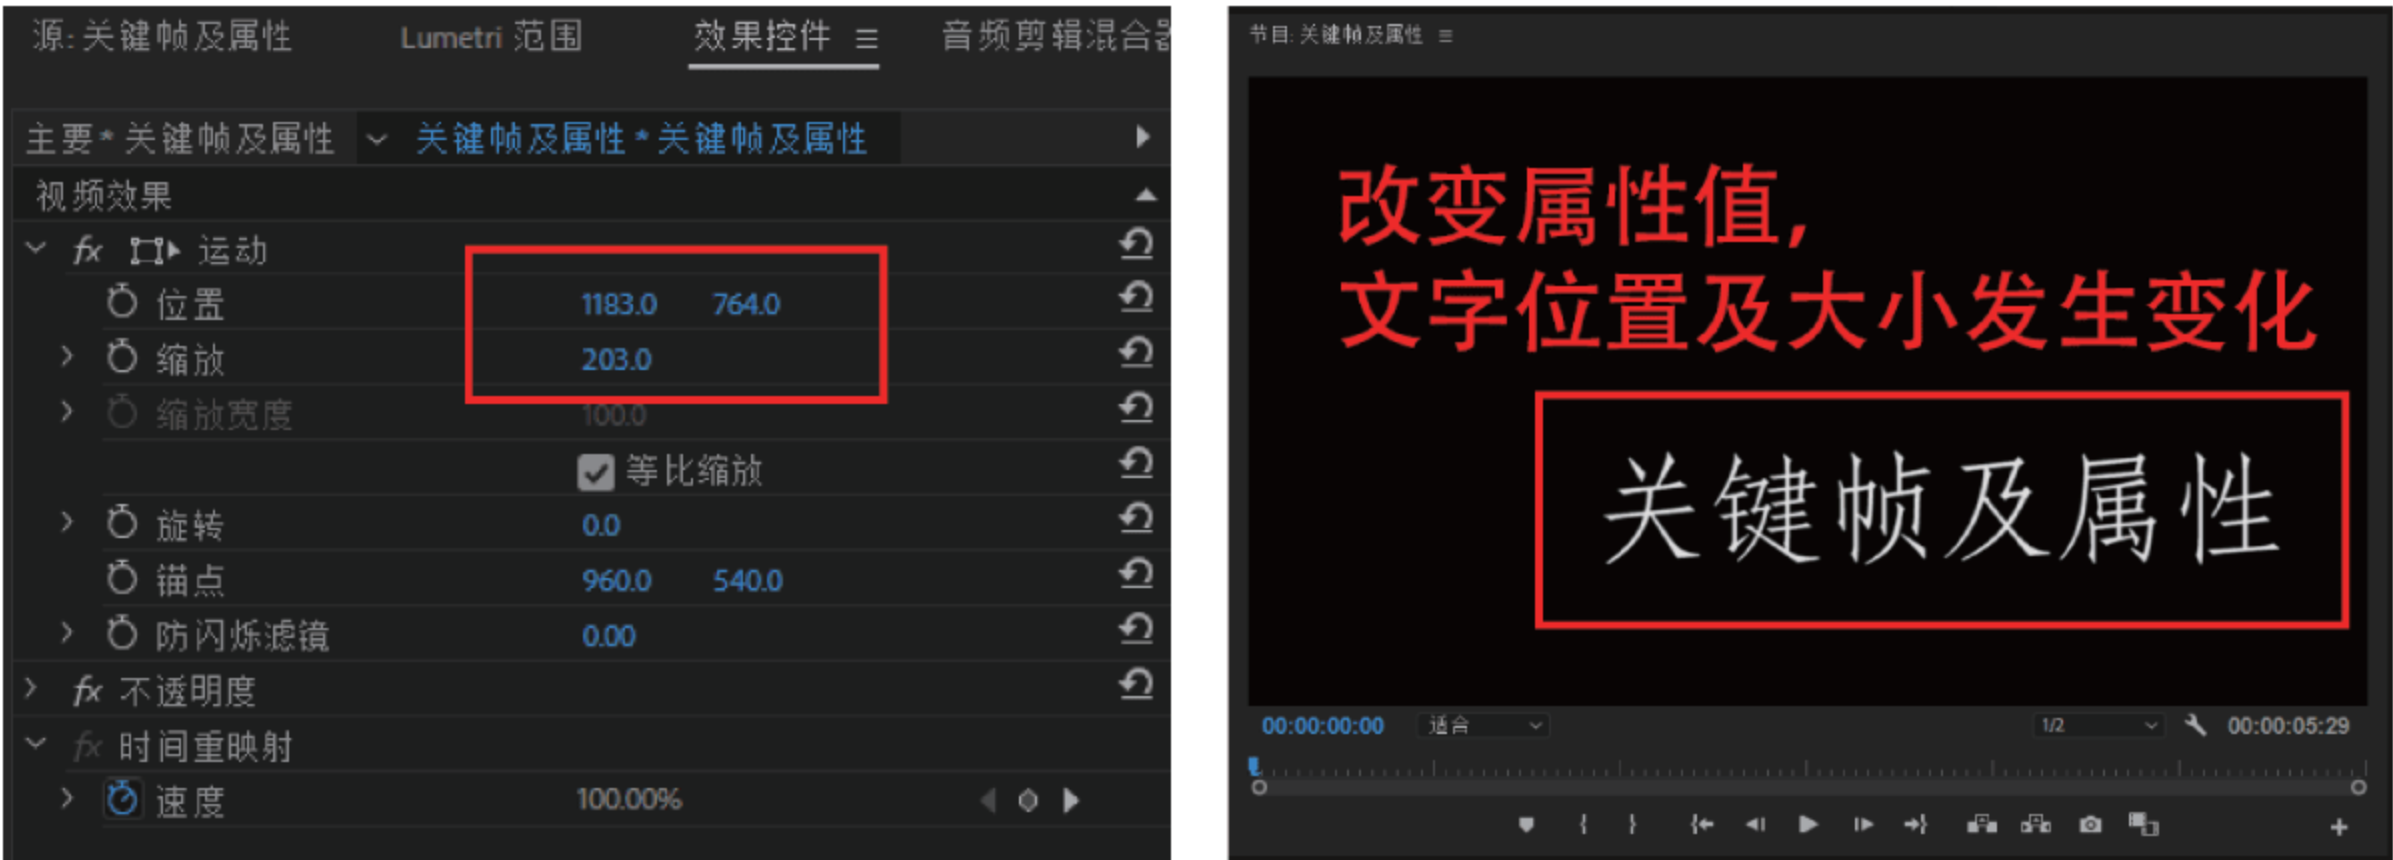 源: 关键帧及属性 Lumetri 范围 效果控件 音频剪辑混合器
主要 * 关键帧及属性 关键帧及属性 * 关键帧及属性
视频效果
fx 运动
位置 1183.0 764.0
缩放 203.0
缩放宽度 100.0
等比缩放
旋转 0.0
锚点 960.0 540.0
防闪烁滤镜 0.00
fx 不透明度
fx 时间重映射
速度 100.00%
节目: 关键帧及属性
改变属性值,
文字位置及大小发生变化
关键帧及属性
00:00:00:00 适合 1/2 00:00:05:29